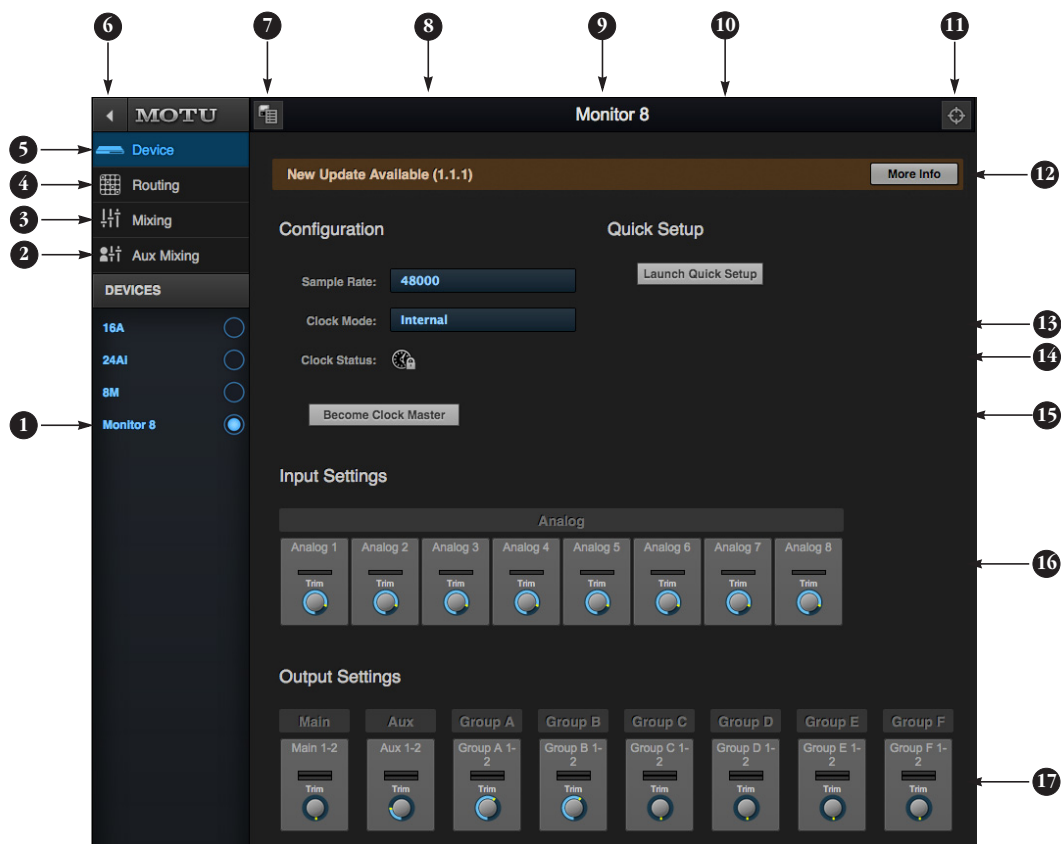 6 7 8 9 10 11
MOTU
Monitor 8
5 Device
4 Routing
3 Mixing
2 Aux Mixing
DEVICES
16A
24AI
8M
1 Monitor 8
New Update Available (1.1.1) More Info 12
Configuration Quick Setup
Sample Rate: 48000 Launch Quick Setup
Clock Mode: Internal 13
Clock Status: 14
Become Clock Master 15
Input Settings
Analog
Analog 1 Analog 2 Analog 3 Analog 4 Analog 5 Analog 6 Analog 7 Analog 8
16
Trim Trim Trim Trim Trim Trim Trim Trim
Output Settings
Main Aux Group A Group B Group C Group D Group E Group F
Main 1-2 Aux 1-2 Group A 1-2 Group B 1-2 Group C 1-2 Group D 1-2 Group E 1-2 Group F 1-2
17
Trim Trim Trim Trim Trim Trim Trim Trim